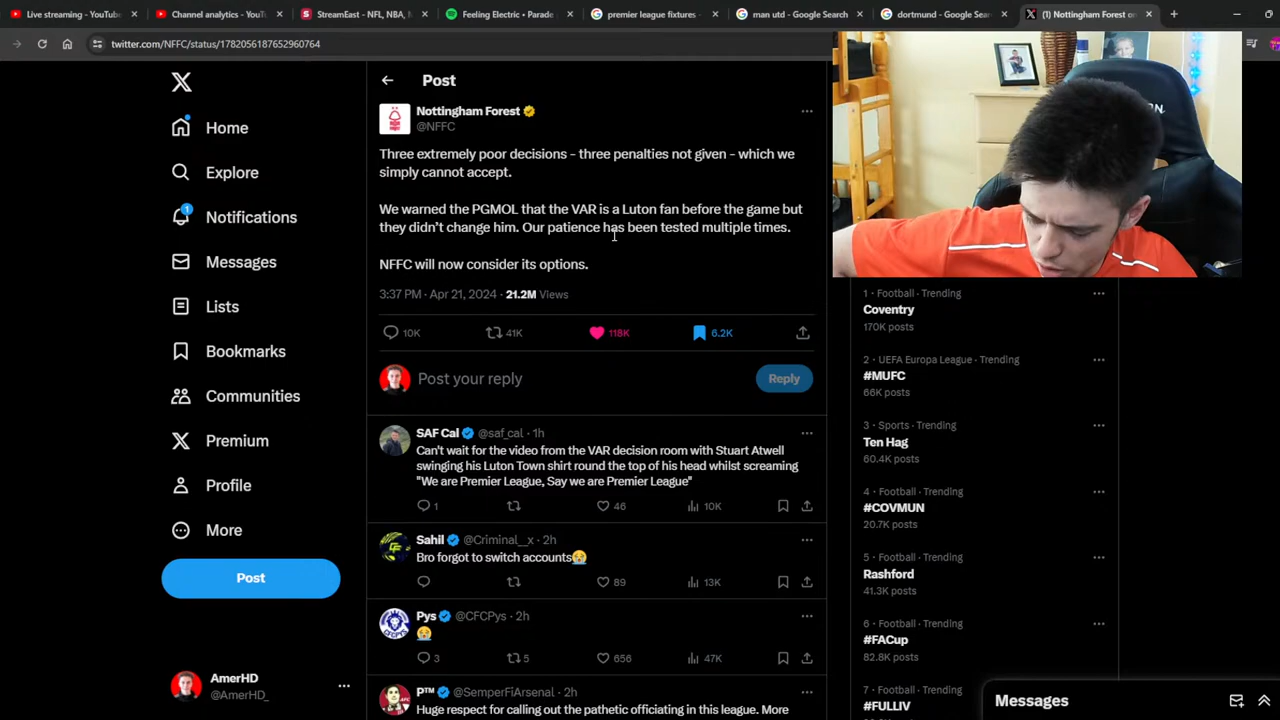 Live streaming - YouTube
Channel analytics - YouT
StreamEast - NFL, NBA,
Feeling Electric • Parade
premier league fixtures -
man utd - Google Search
dortmund - Google Sear
(1) Nottingham Forest on
twitter.com/NFFC/status/1782056187652960764
Home
Explore
1
Notifications
Messages
Lists
Bookmarks
Communities
Premium
Profile
More
Post
AmerHD
@AmerHD_
Post
Nottingham Forest
@NFFC
Three extremely poor decisions - three penalties not given - which we
simply cannot accept.
We warned the PGMOL that the VAR is a Luton fan before the game but
they didn't change him. Our patience has been tested multiple times.
NFFC will now consider its options.
3:37 PM · Apr 21, 2024 · 21.2M Views
10K 41K 118K 6.2K
Post your reply
Reply
SAF Cal @saf_cal · 1h
Can't wait for the video from the VAR decision room with Stuart Atwell
swinging his Luton Town shirt round the top of his head whilst screaming
"We are Premier League, Say we are Premier League"
1 46 10K
Sahil @Criminal__x · 2h
Bro forgot to switch accounts😭
89 13K
Pys @CFCPys · 2h
😭
3 5 656 47K
P™ @SemperFiArsenal · 2h
Huge respect for calling out the pathetic officiating in this league. More
1 · Football · Trending
Coventry
170K posts
2 · UEFA Europa League · Trending
#MUFC
66K posts
3 · Sports · Trending
Ten Hag
60.4K posts
4 · Football · Trending
#COVMUN
20.7K posts
5 · Football · Trending
Rashford
41.3K posts
6 · Football · Trending
#FACup
82.8K posts
7 · Football · Trending
#FULLIV
Messages